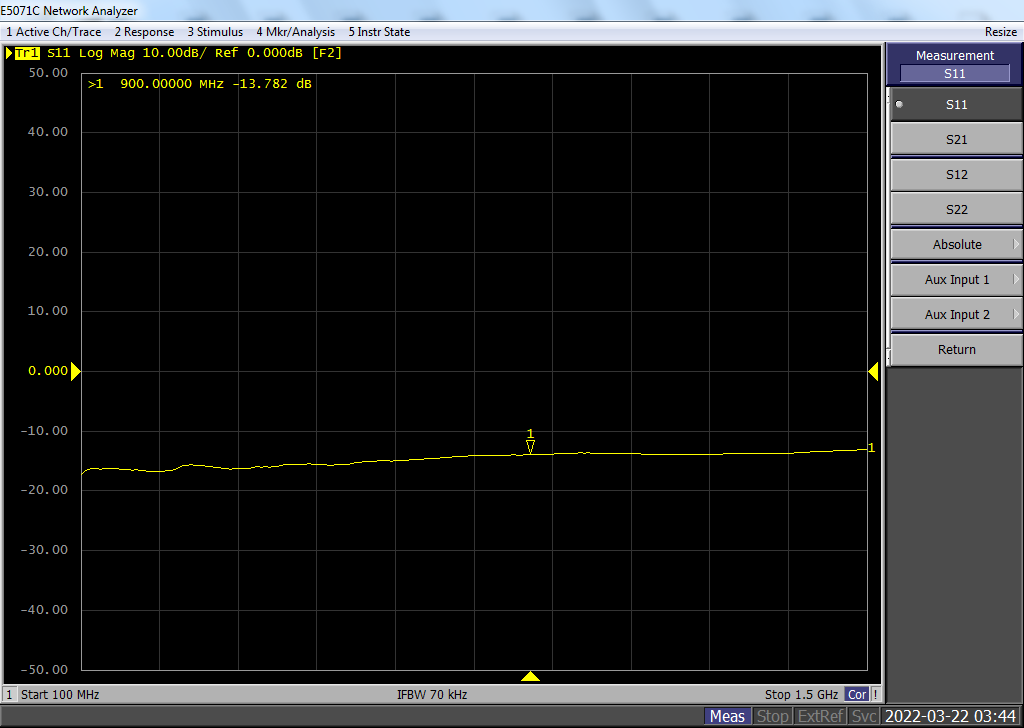 E5071C Network Analyzer
1 Active Ch/Trace 2 Response 3 Stimulus 4 Mkr/Analysis 5 Instr State Resize
Tr1 S11 Log Mag 10.00dB/ Ref 0.000dB [F2]
50.00
>1 900.00000 MHz -13.782 dB
40.00
30.00
20.00
10.00
0.000
-10.00
1
1
-20.00
-30.00
-40.00
-50.00
1 Start 100 MHz IFBW 70 kHz Stop 1.5 GHz Cor !
Measurement
S11
S11
S21
S12
S22
Absolute
Aux Input 1
Aux Input 2
Return
Meas Stop ExtRef Svc 2022-03-22 03:44